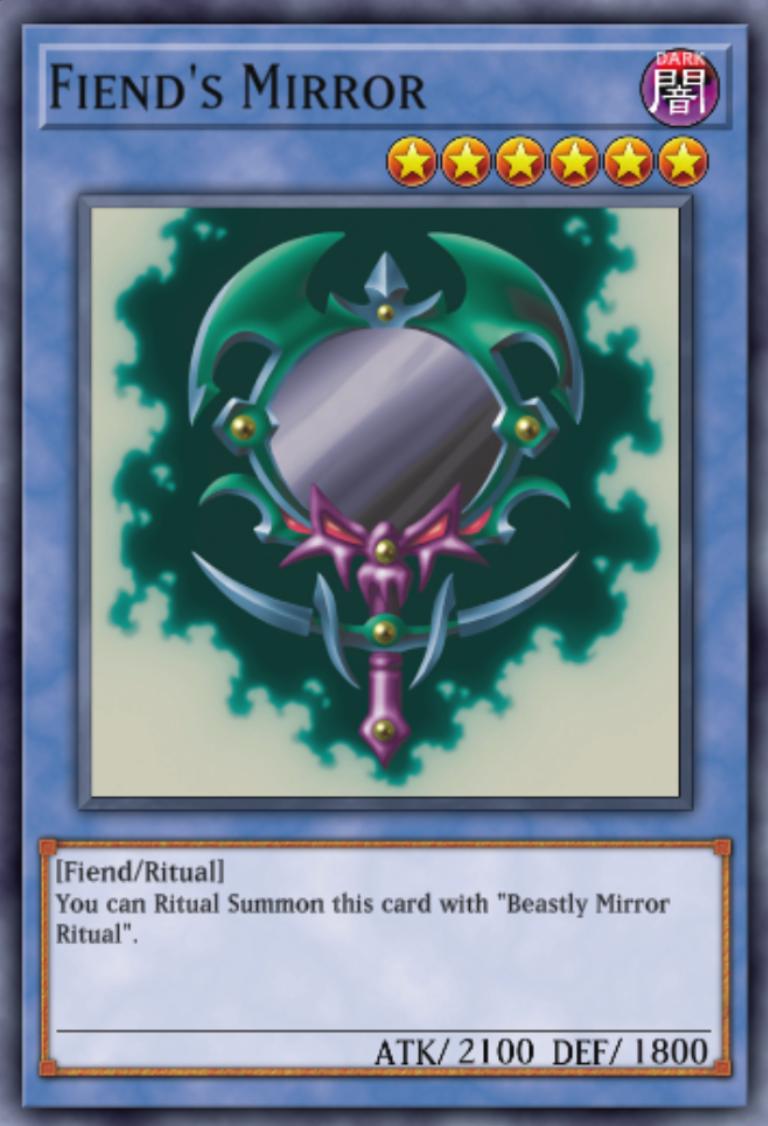 FIEND'S MIRROR
DARK
闇
[Fiend/Ritual]
You can Ritual Summon this card with "Beastly Mirror
Ritual".
ATK/ 2100 DEF/ 1800